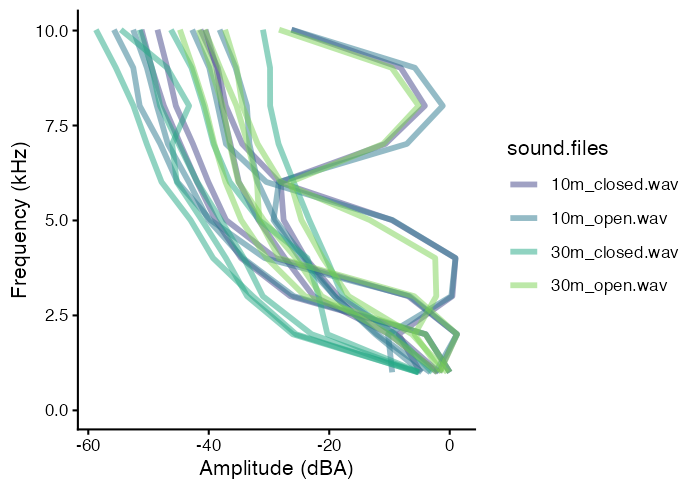 10.0
7.5
5.0
2.5
0.0
Frequency (kHz)
-60
-40
-20
0
Amplitude (dBA)
sound.files
10m_closed.wav
10m_open.wav
30m_closed.wav
30m_open.wav